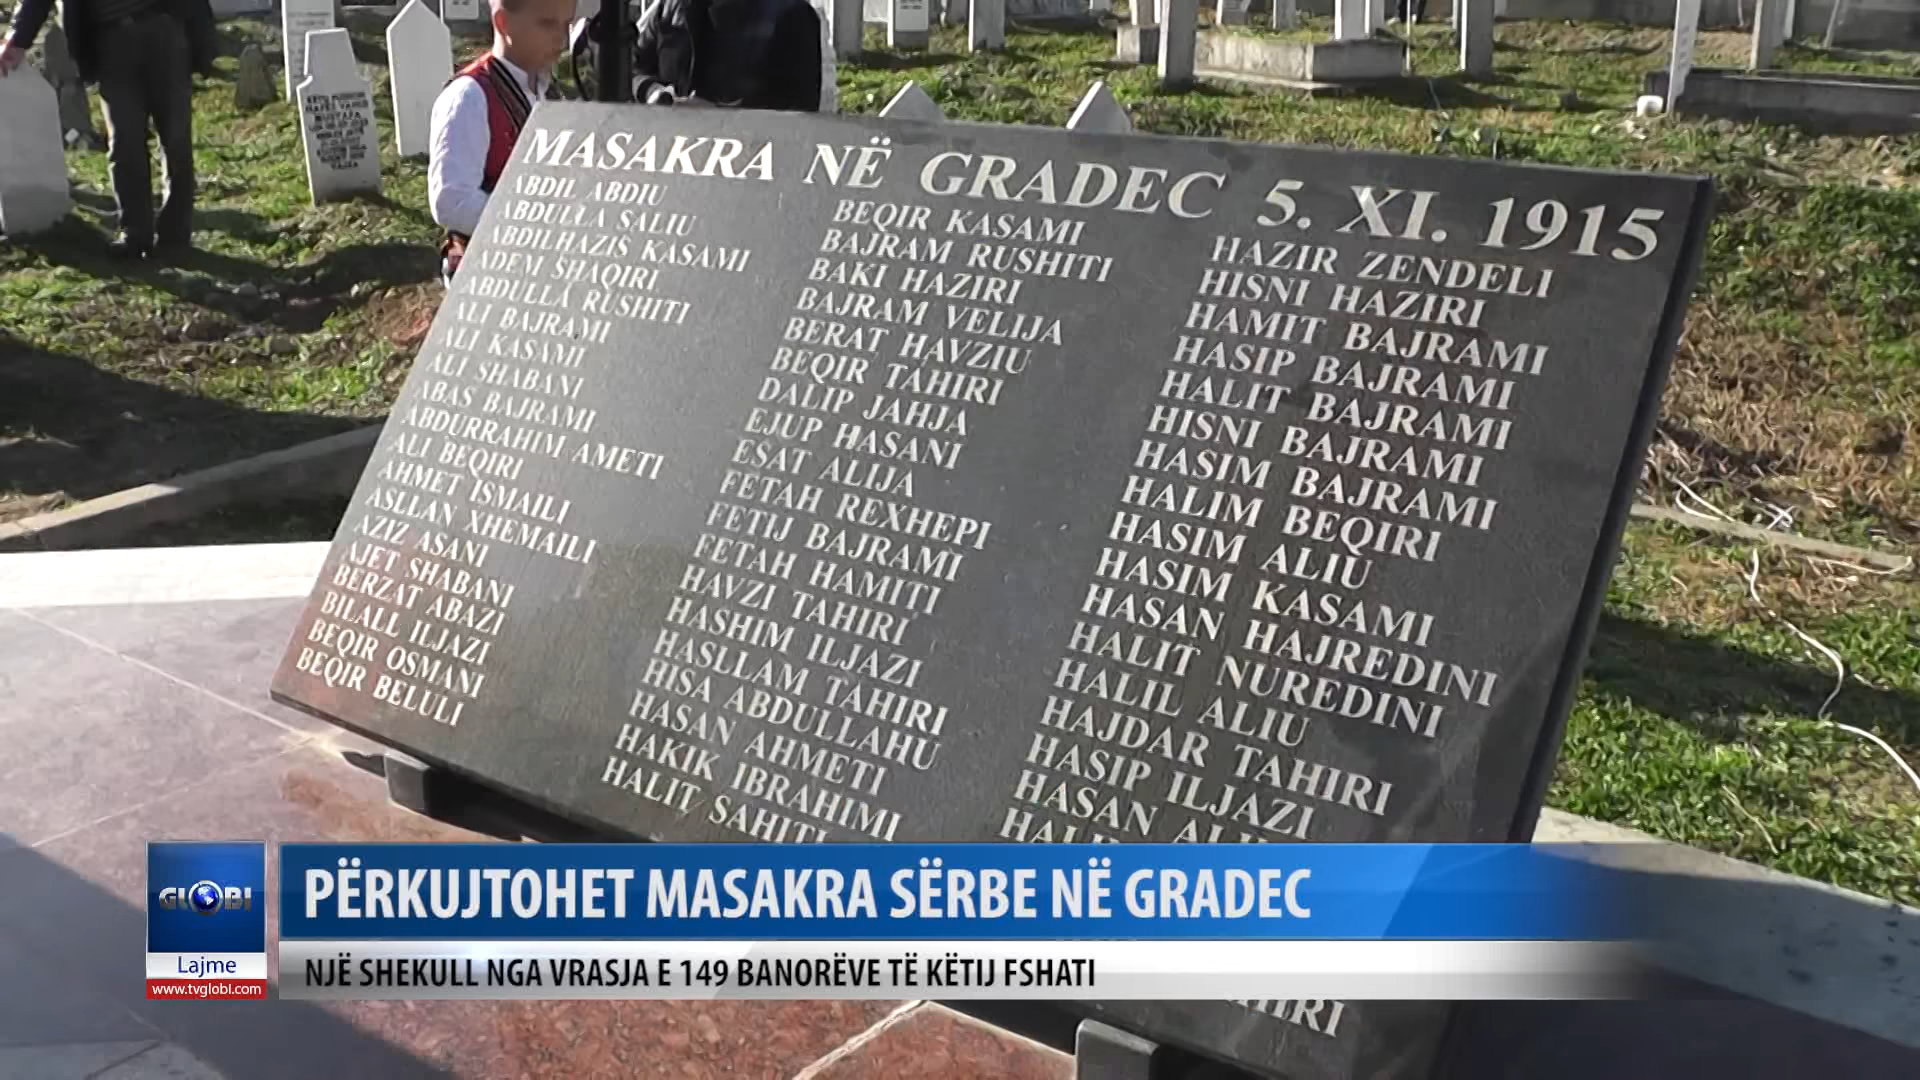 MASAKRA NË GRADEC 5. XI. 1915
ABDIL ABDIU
ABDULLA SALIU
ABDILHAZIS KASAMI
ADEM SHAQIRI
ABDULLA RUSHITI
ALI BAJRAMI
ALI KASAMI
ALI SHABANI
ABAS BAJRAMI
ABDURRAHIM AMETI
ALI BEQIRI
AHMET ISMAILI
ASLLAN XHEMAILI
AZIZ ASANI
AJET SHABANI
BERZAT ABAZI
BILALL ILJAZI
BEQIR OSMANI
BEQIR BELULI
BEQIR KASAMI
BAJRAM RUSHITI
BAKI HAZIRI
BAJRAM VELIJA
BERAT HAVZIU
BEQIR TAHIRI
DALIP JAHJA
EJUP HASANI
ESAT ALIJA
FETAH REXHEPI
FETIJ BAJRAMI
FETAH HAMITI
HAVZI TAHIRI
HASHIM ILJAZI
HASLLAM TAHIRI
HISA ABDULLAHU
HASAN AHMETI
HAKIK IBRAHIMI
HALIT SAHITI
HAZIR ZENDELI
HISNI HAZIRI
HAMIT BAJRAMI
HASIP BAJRAMI
HALIT BAJRAMI
HISNI BAJRAMI
HASIM BAJRAMI
HALIM BEQIRI
HASIM ALIU
HASIM KASAMI
HASAN HAJREDINI
HALIT NUREDINI
HALIL ALIU
HAJDAR TAHIRI
HASIP ILJAZI
HASAN
GLOBI
Lajme
www.tvglobi.com
PËRKUJTOHET MASAKRA SËRBE NË GRADEC
NJË SHEKULL NGA VRASJA E 149 BANORËVE TË KËTIJ FSHATI